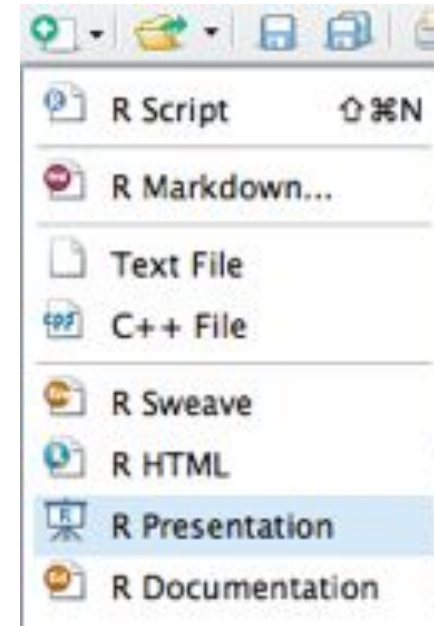 R Script ⇧⌘N
R Markdown...
Text File
C++ File
R Sweave
R HTML
R Presentation
R Documentation